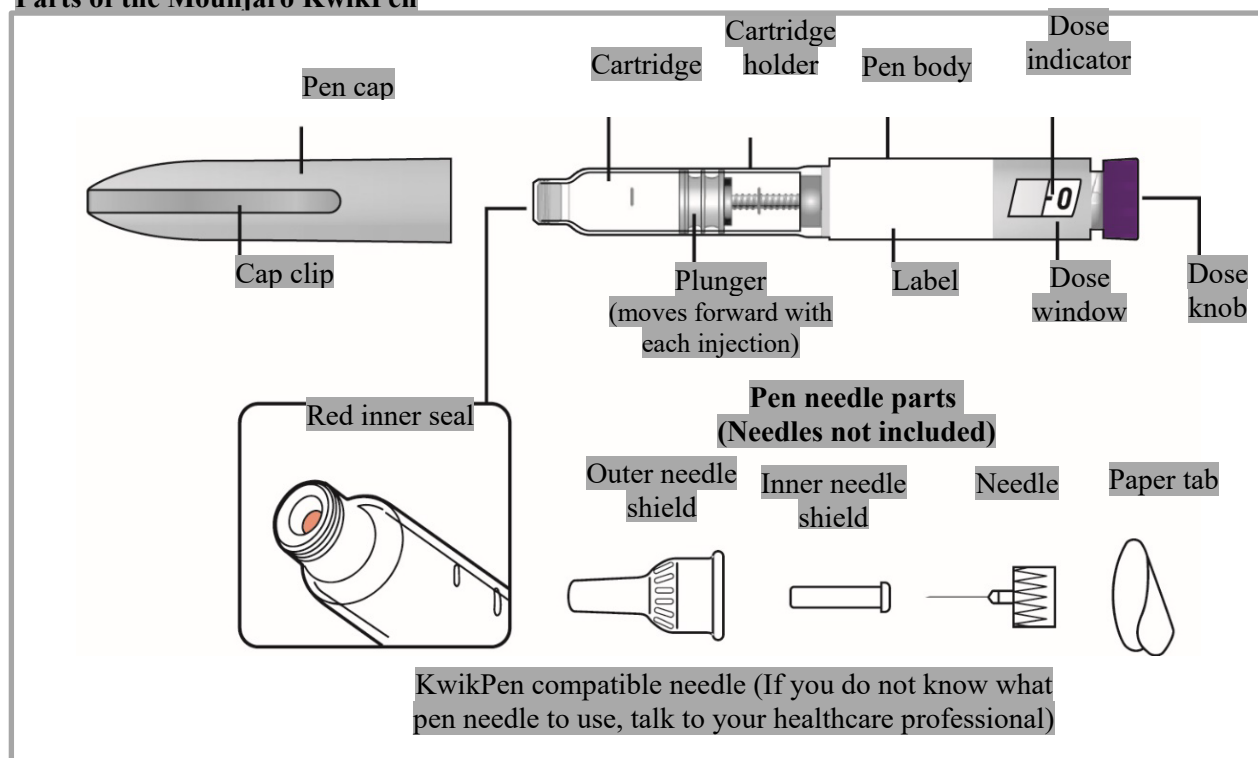 Parts of the Mounjaro KwikPen
Pen cap
Cartridge
Cartridge
holder
Pen body
Dose
indicator
-0
Cap clip
Plunger
(moves forward with
each injection)
Label
Dose
window
Dose
knob
Red inner seal
Pen needle parts
(Needles not included)
Outer needle
shield
Inner needle
shield
Needle
Paper tab
KwikPen compatible needle (If you do not know what
pen needle to use, talk to your healthcare professional)